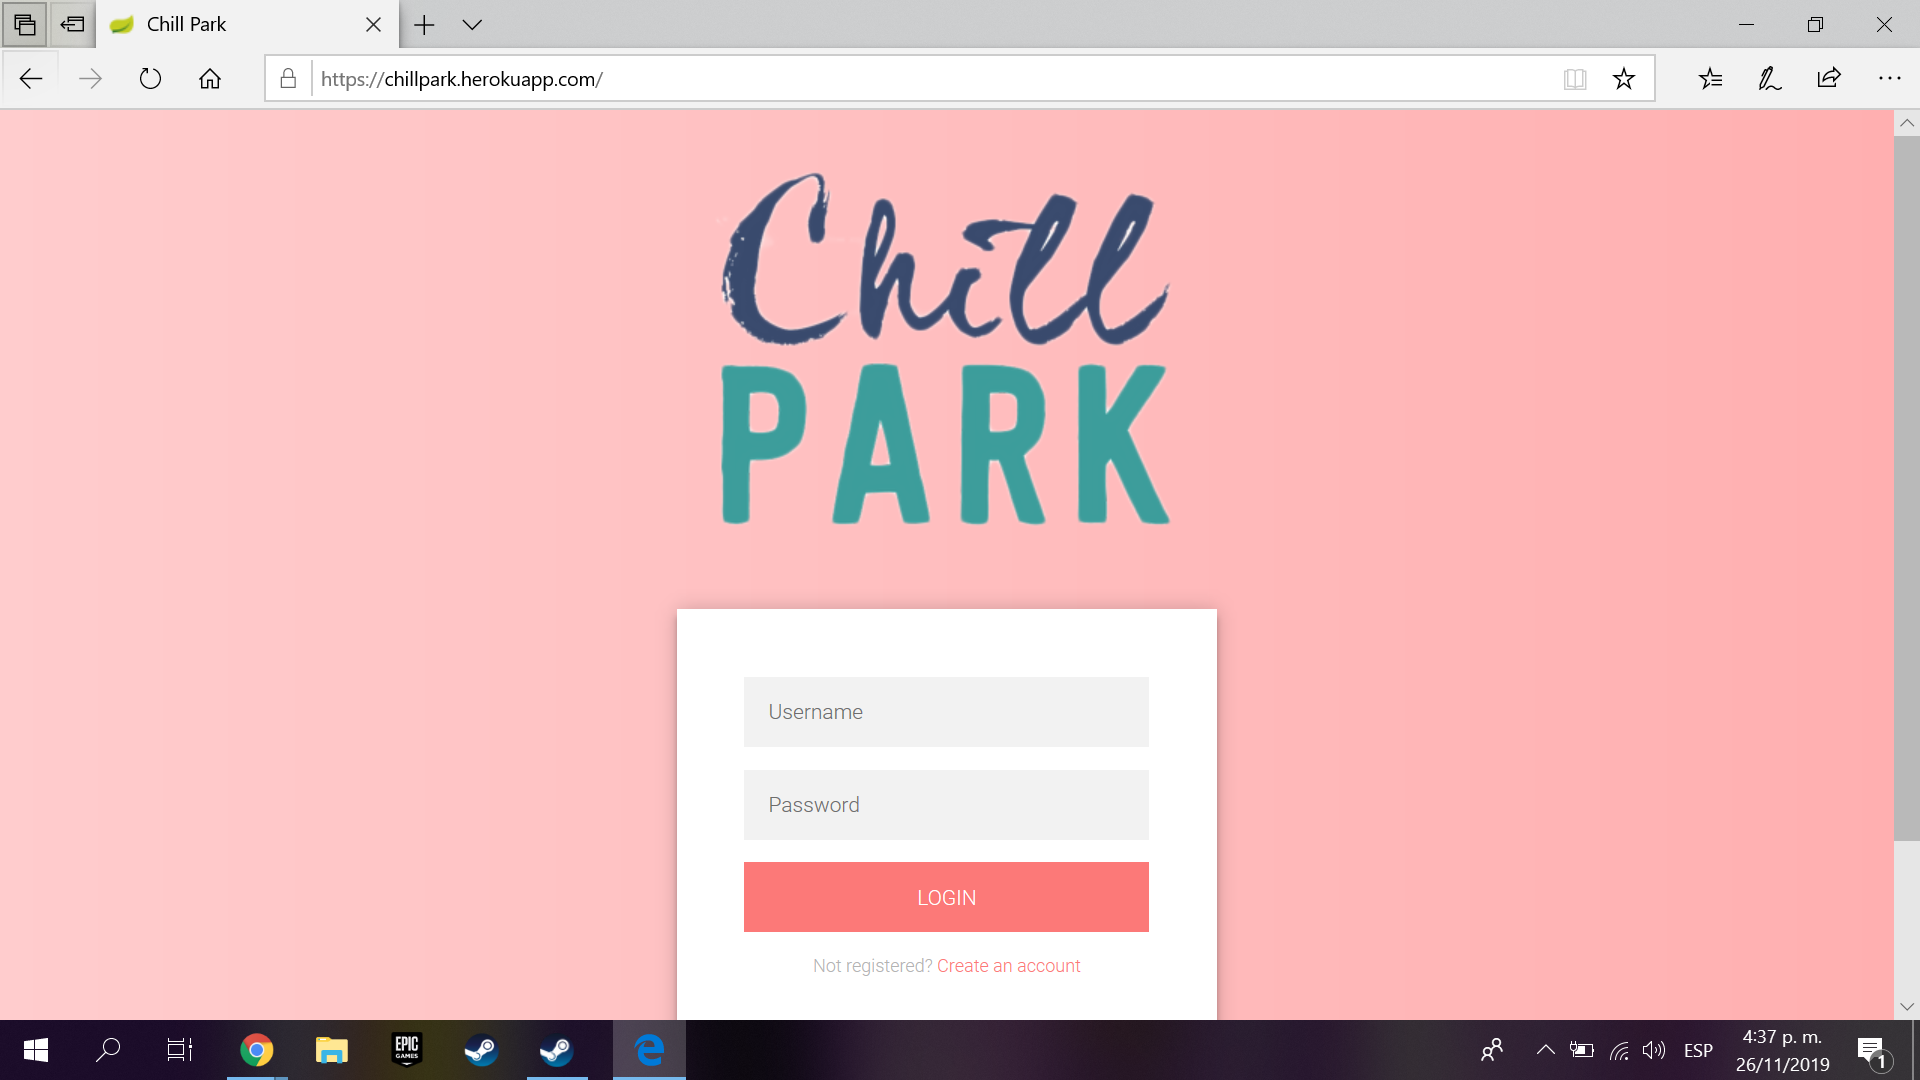 Chill Park
https://chillpark.herokuapp.com/
Chill
PARK
Username
Password
LOGIN
Not registered? Create an account
EPIC
GAMES
ESP
4:37 p. m.
26/11/2019
1